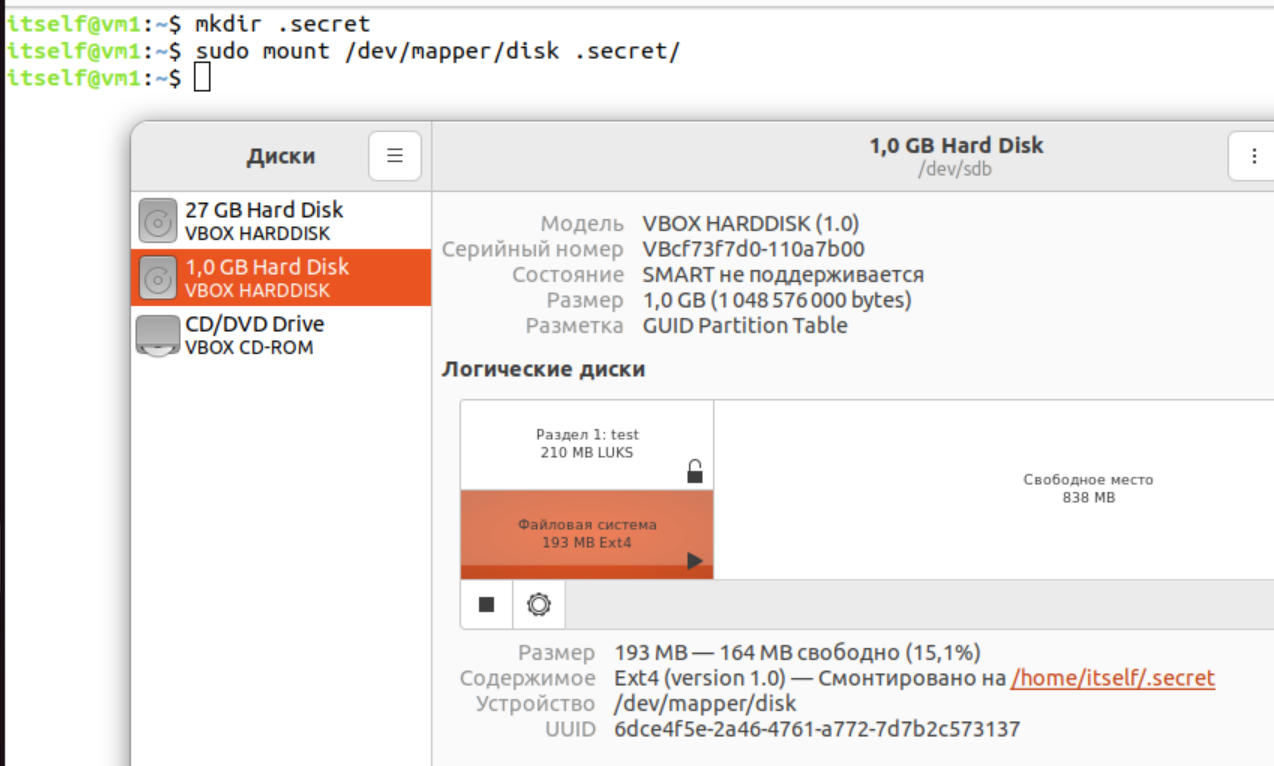 itself@vm1:~$ mkdir .secret
itself@vm1:~$ sudo mount /dev/mapper/disk .secret/
itself@vm1:~$
Диски
1,0 GB Hard Disk
/dev/sdb
27 GB Hard Disk
VBOX HARDDISK
1,0 GB Hard Disk
VBOX HARDDISK
CD/DVD Drive
VBOX CD-ROM
Модель VBOX HARDDISK (1.0)
Серийный номер VBcf73f7d0-110a7b00
Состояние SMART не поддерживается
Размер 1,0 GB (1 048 576 000 bytes)
Разметка GUID Partition Table
Логические диски
Раздел 1: test
210 MB LUKS
Файловая система
193 MB Ext4
Свободное место
838 MB
Размер 193 MB — 164 MB свободно (15,1%)
Содержимое Ext4 (version 1.0) — Смонтировано на /home/itself/.secret
Устройство /dev/mapper/disk
UUID 6dce4f5e-2a46-4761-a772-7d7b2c573137